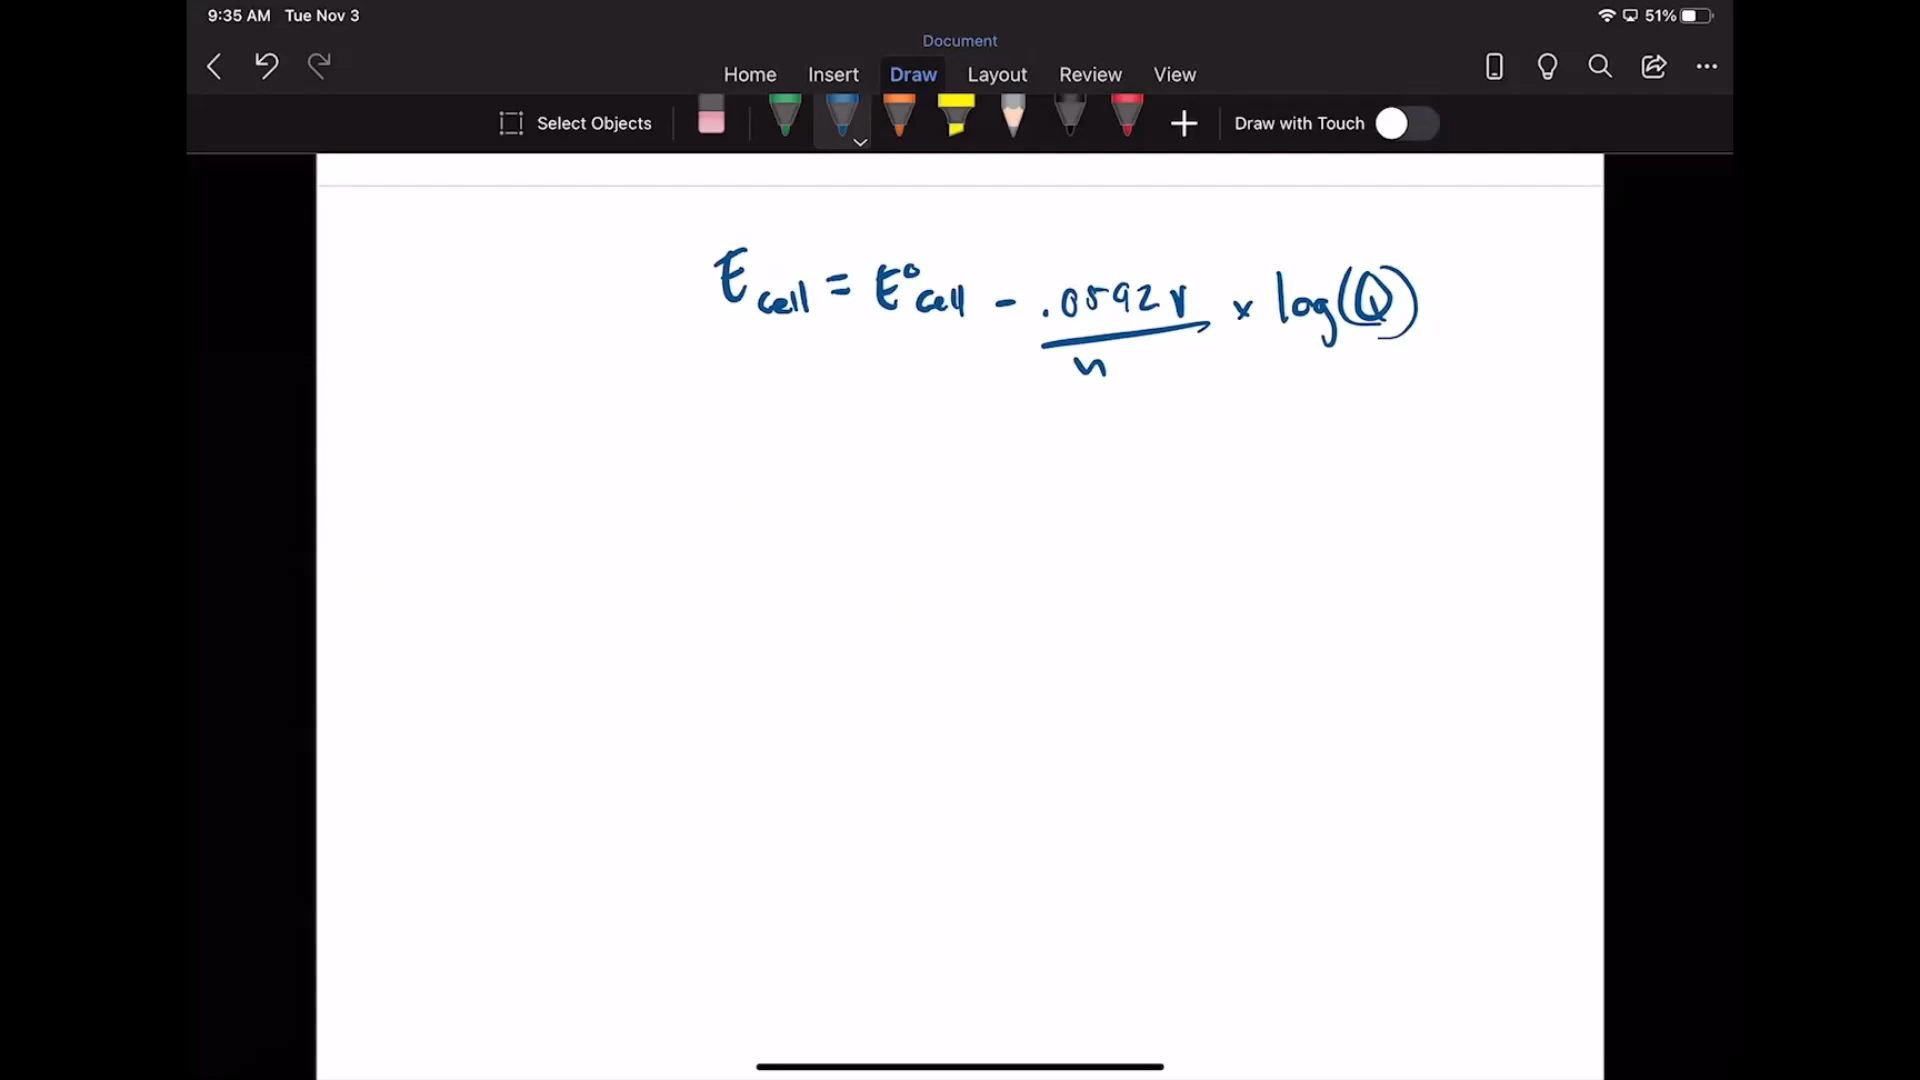 9:35 AM Tue Nov 3
51%
Document
Home Insert Draw Layout Review View
Select Objects
Draw with Touch
E cell = E° cell - .0592 V x log(Q)
n